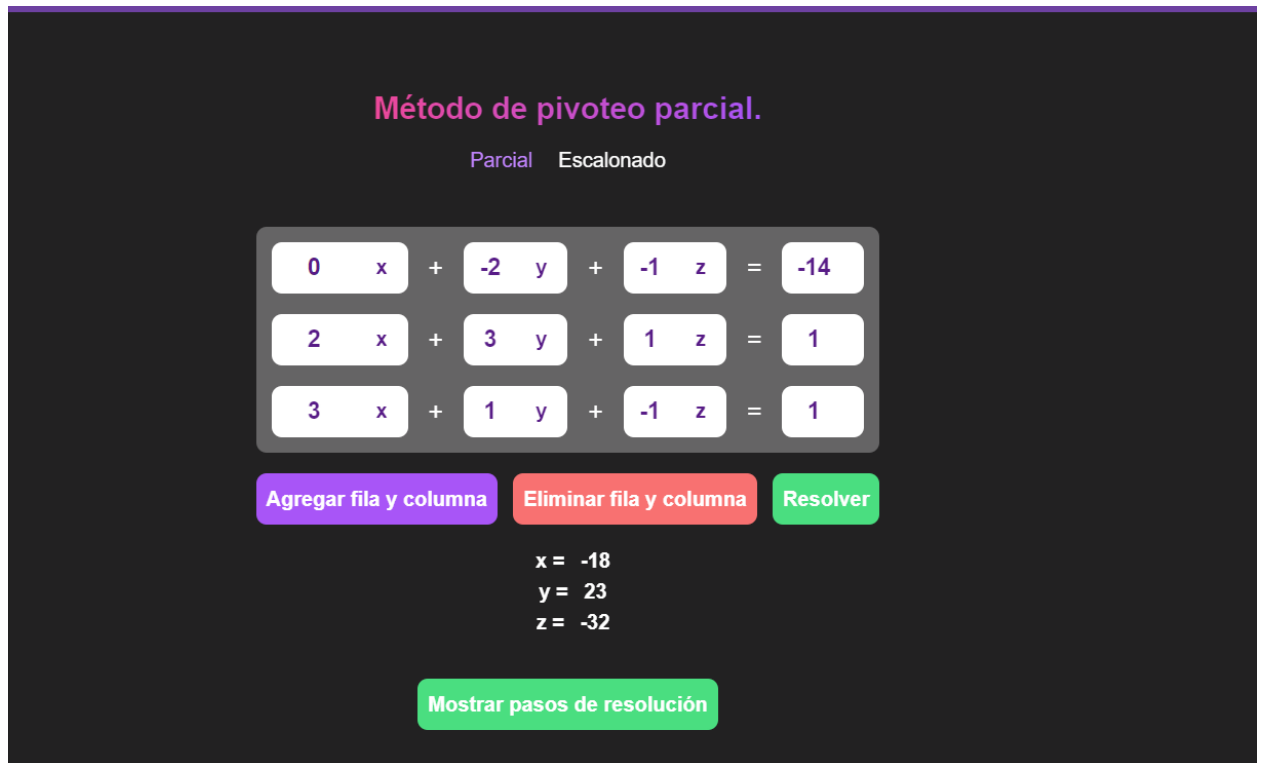 Método de pivoteo parcial.
Parcial Escalonado
0 x + -2 y + -1 z = -14
2 x + 3 y + 1 z = 1
3 x + 1 y + -1 z = 1
Agregar fila y columna Eliminar fila y columna Resolver
x = -18
y = 23
z = -32
Mostrar pasos de resolución